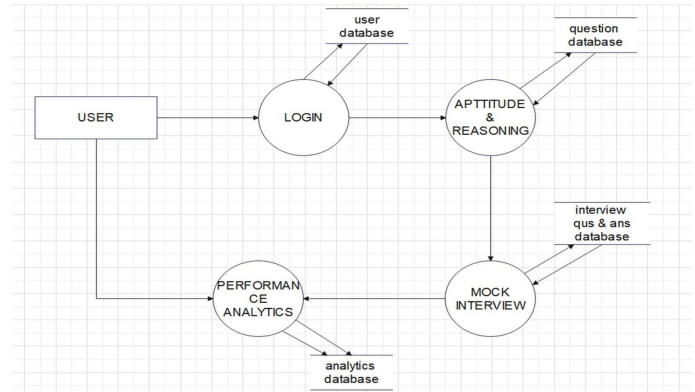 user
database
question
database
USER
LOGIN
APTTITUDE
&
REASONING
interview
qus & ans
database
PERFORMAN
CE
ANALYTICS
MOCK
INTERVIEW
analytics
database